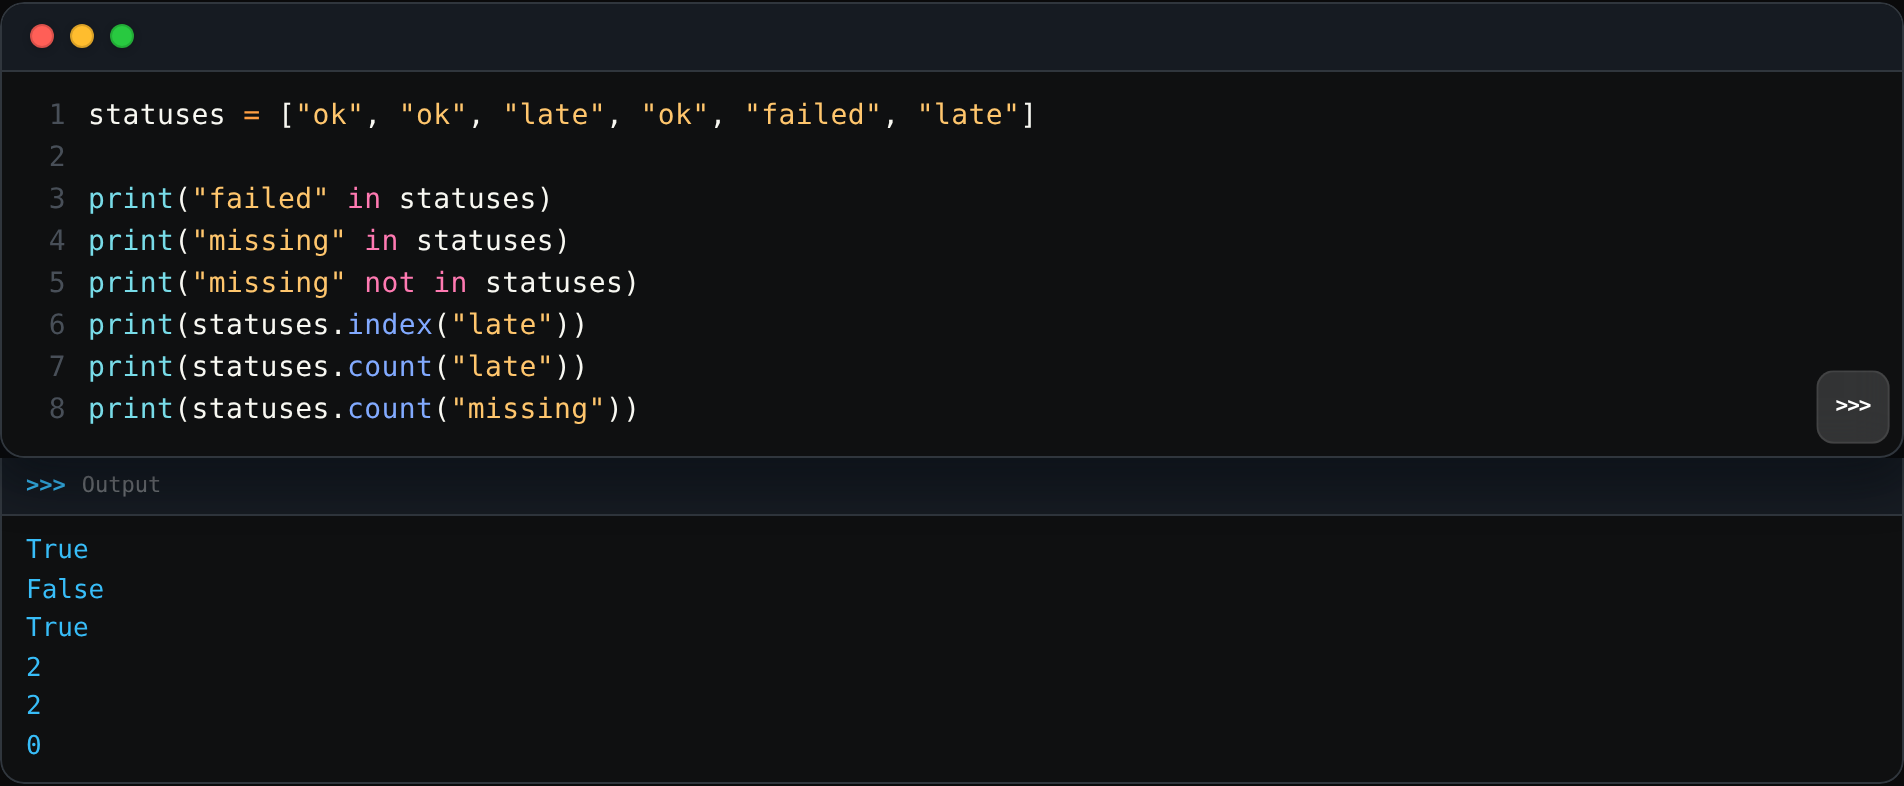 1 statuses = ["ok", "ok", "late", "ok", "failed", "late"]
2
3 print("failed" in statuses)
4 print("missing" in statuses)
5 print("missing" not in statuses)
6 print(statuses.index("late"))
7 print(statuses.count("late"))
8 print(statuses.count("missing"))
>>>
>>> Output
True
False
True
2
2
0